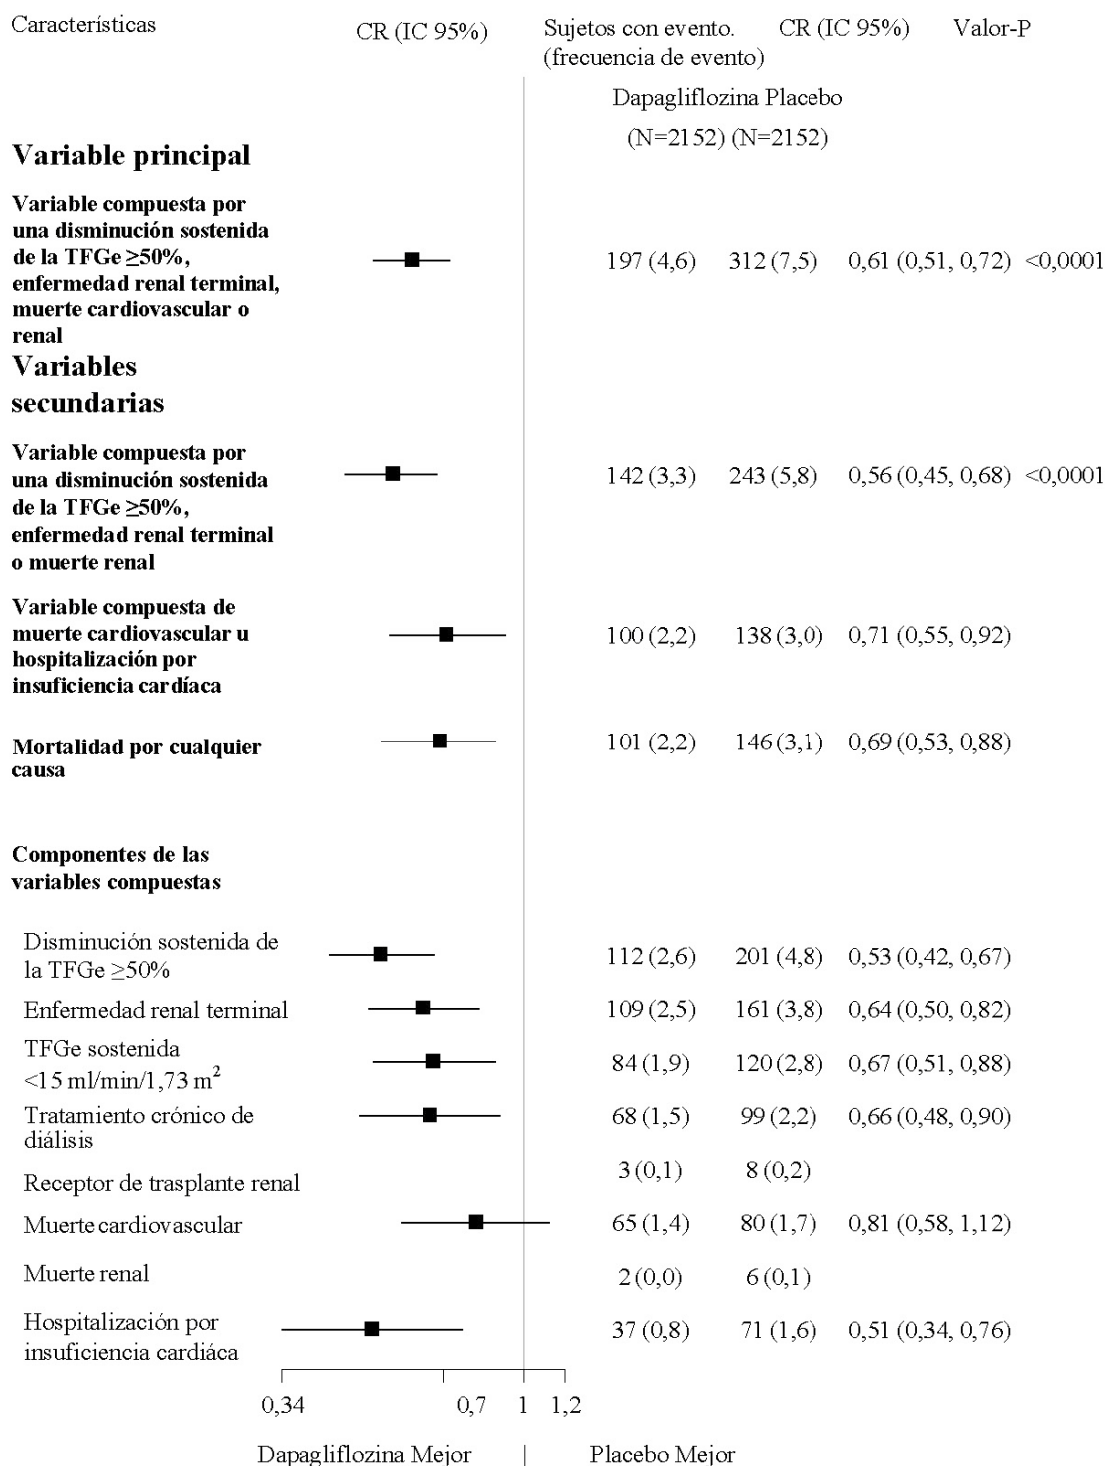 Características CR (IC 95%) Sujetos con evento. CR (IC 95%) Valor-P
(frecuencia de evento)
Dapagliflozina Placebo
(N=2152) (N=2152)
Variable principal
Variable compuesta por
una disminución sostenida
de la TFGe ≥50%,
enfermedad renal terminal,
muerte cardiovascular o
renal
197 (4,6) 312 (7,5) 0,61 (0,51, 0,72) <0,0001
Variables
secundarias
Variable compuesta por
una disminución sostenida
de la TFGe ≥50%,
enfermedad renal terminal
o muerte renal
142 (3,3) 243 (5,8) 0,56 (0,45, 0,68) <0,0001
Variable compuesta de
muerte cardiovascular u
hospitalización por
insuficiencia cardíaca
100 (2,2) 138 (3,0) 0,71 (0,55, 0,92)
Mortalidad por cualquier
causa
101 (2,2) 146 (3,1) 0,69 (0,53, 0,88)
Componentes de las
variables compuestas
Disminución sostenida de
la TFGe ≥50%
112 (2,6) 201 (4,8) 0,53 (0,42, 0,67)
Enfermedad renal terminal 109 (2,5) 161 (3,8) 0,64 (0,50, 0,82)
TFGe sostenida
<15 ml/min/1,73 m²
84 (1,9) 120 (2,8) 0,67 (0,51, 0,88)
Tratamiento crónico de
diálisis
68 (1,5) 99 (2,2) 0,66 (0,48, 0,90)
Receptor de trasplante renal 3 (0,1) 8 (0,2)
Muerte cardiovascular 65 (1,4) 80 (1,7) 0,81 (0,58, 1,12)
Muerte renal 2 (0,0) 6 (0,1)
Hospitalización por
insuficiencia cardiáca
37 (0,8) 71 (1,6) 0,51 (0,34, 0,76)
0,34 0,7 1 1,2
Dapagliflozina Mejor | Placebo Mejor